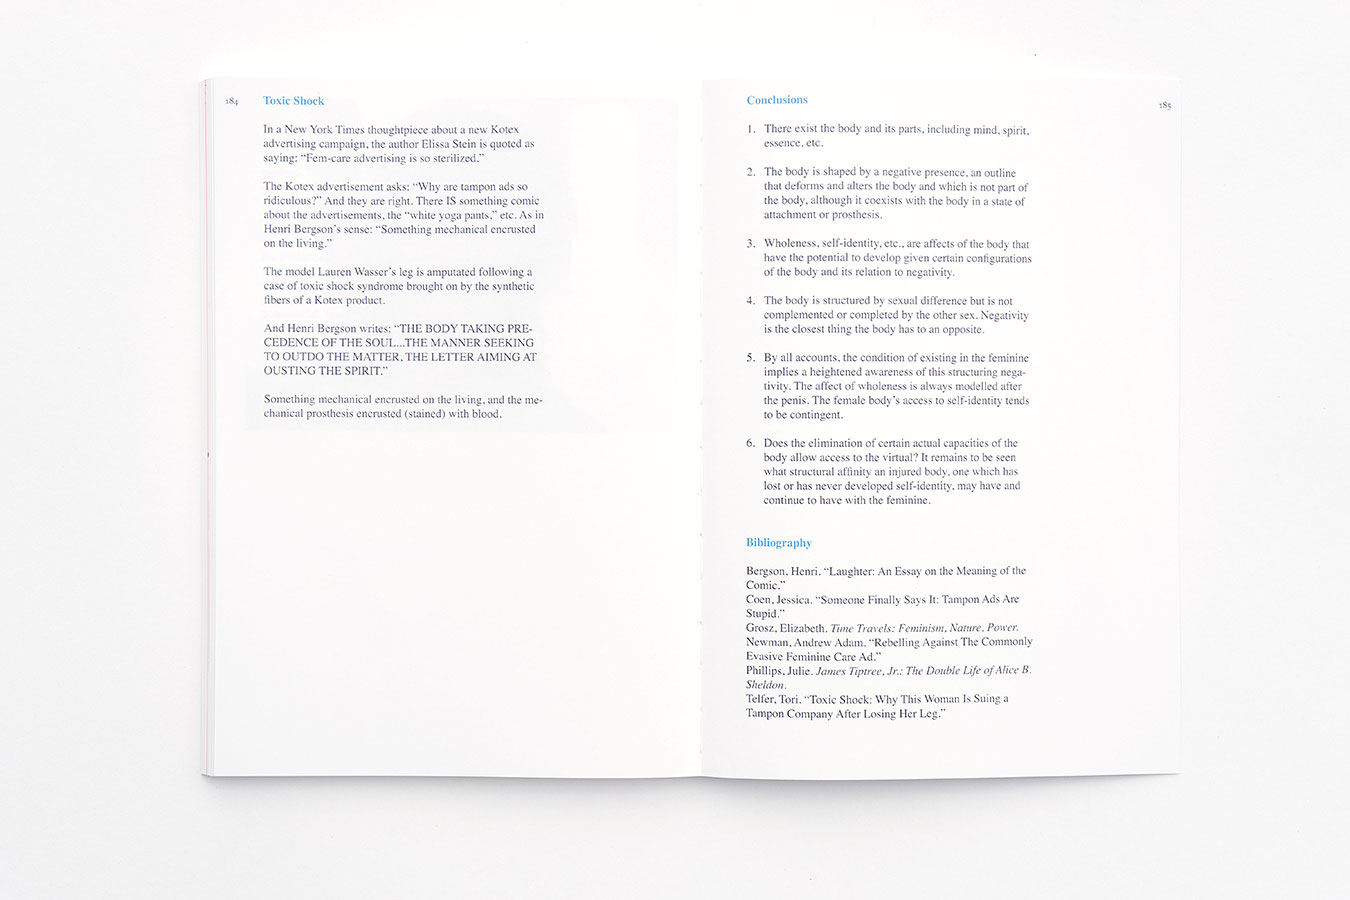 184
Toxic Shock
In a New York Times thoughtpiece about a new Kotex
advertising campaign, the author Elissa Stein is quoted as
saying: “Fem-care advertising is so sterilized.”
The Kotex advertisement asks: “Why are tampon ads so
ridiculous?” And they are right. There IS something comic
about the advertisements, the “white yoga pants,” etc. As in
Henri Bergson’s sense: “Something mechanical encrusted
on the living.”
The model Lauren Wasser’s leg is amputated following a
case of toxic shock syndrome brought on by the synthetic
fibers of a Kotex product.
And Henri Bergson writes: “THE BODY TAKING PRE-
CEDENCE OF THE SOUL...THE MANNER SEEKING
TO OUTDO THE MATTER, THE LETTER AIMING AT
OUSTING THE SPIRIT.”
Something mechanical encrusted on the living, and the me-
chanical prosthesis encrusted (stained) with blood.
Conclusions
185
1. There exist the body and its parts, including mind, spirit,
essence, etc.
2. The body is shaped by a negative presence, an outline
that deforms and alters the body and which is not part of
the body, although it coexists with the body in a state of
attachment or prosthesis.
3. Wholeness, self-identity, etc., are affects of the body that
have the potential to develop given certain configurations
of the body and its relation to negativity.
4. The body is structured by sexual difference but is not
complemented or completed by the other sex. Negativity
is the closest thing the body has to an opposite.
5. By all accounts, the condition of existing in the feminine
implies a heightened awareness of this structuring nega-
tivity. The affect of wholeness is always modelled after
the penis. The female body’s access to self-identity tends
to be contingent.
6. Does the elimination of certain actual capacities of the
body allow access to the virtual? It remains to be seen
what structural affinity an injured body, one which has
lost or has never developed self-identity, may have and
continue to have with the feminine.
Bibliography
Bergson, Henri. “Laughter: An Essay on the Meaning of the
Comic.”
Coen, Jessica. “Someone Finally Says It: Tampon Ads Are
Stupid.”
Grosz, Elizabeth. Time Travels: Feminism, Nature, Power.
Newman, Andrew Adam. “Rebelling Against The Commonly
Evasive Feminine Care Ad.”
Phillips, Julie. James Tiptree, Jr.: The Double Life of Alice B.
Sheldon.
Telfer, Tori. “Toxic Shock: Why This Woman Is Suing a
Tampon Company After Losing Her Leg.”